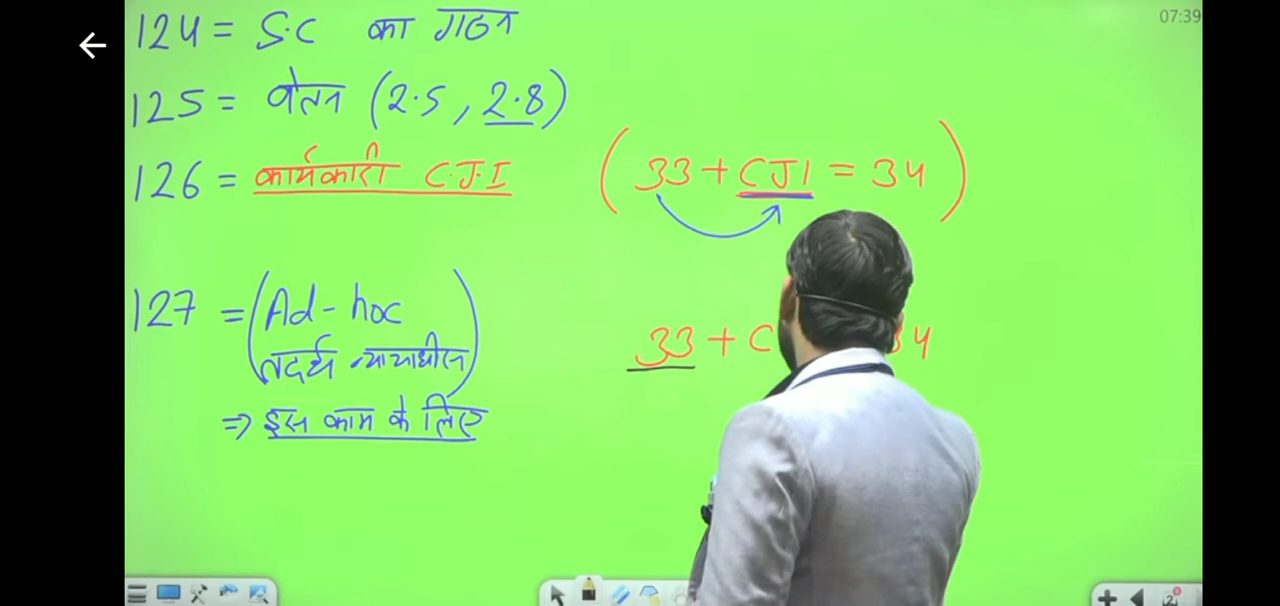 07:39
124 = S.C का गठन
125 = वेतन (2.5, 2.8)
126 = कार्यकारी C.J.I
(33 + CJI = 34)
127 = (Ad-hoc
तदर्थ न्यायाधीश)
⇒ इस काम के लिए
33 + C 34